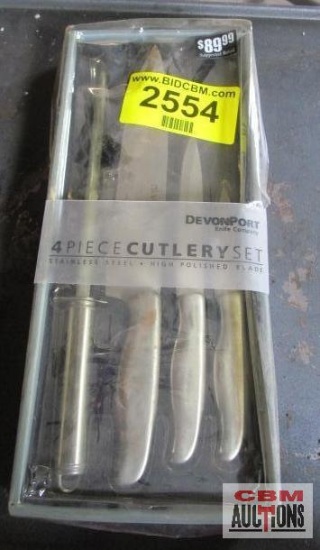 $89.99
www.BIDCBM.com
2554
DEVONPORT
Knife Company
4 PIECE CUTLERY SET
STAINLESS STEEL • HIGH POLISHED BLADE
CBM
AUCTIONS